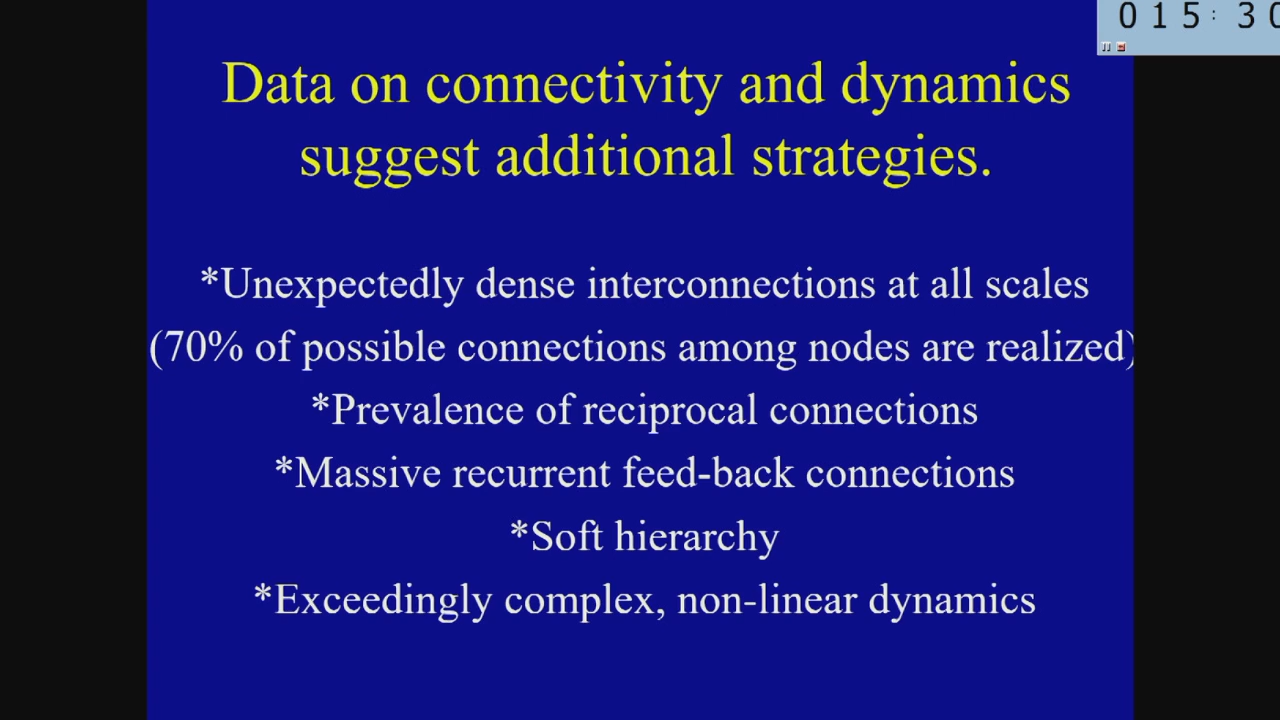 015:30
Data on connectivity and dynamics
suggest additional strategies.
*Unexpectedly dense interconnections at all scales
(70% of possible connections among nodes are realized)
*Prevalence of reciprocal connections
*Massive recurrent feed-back connections
*Soft hierarchy
*Exceedingly complex, non-linear dynamics